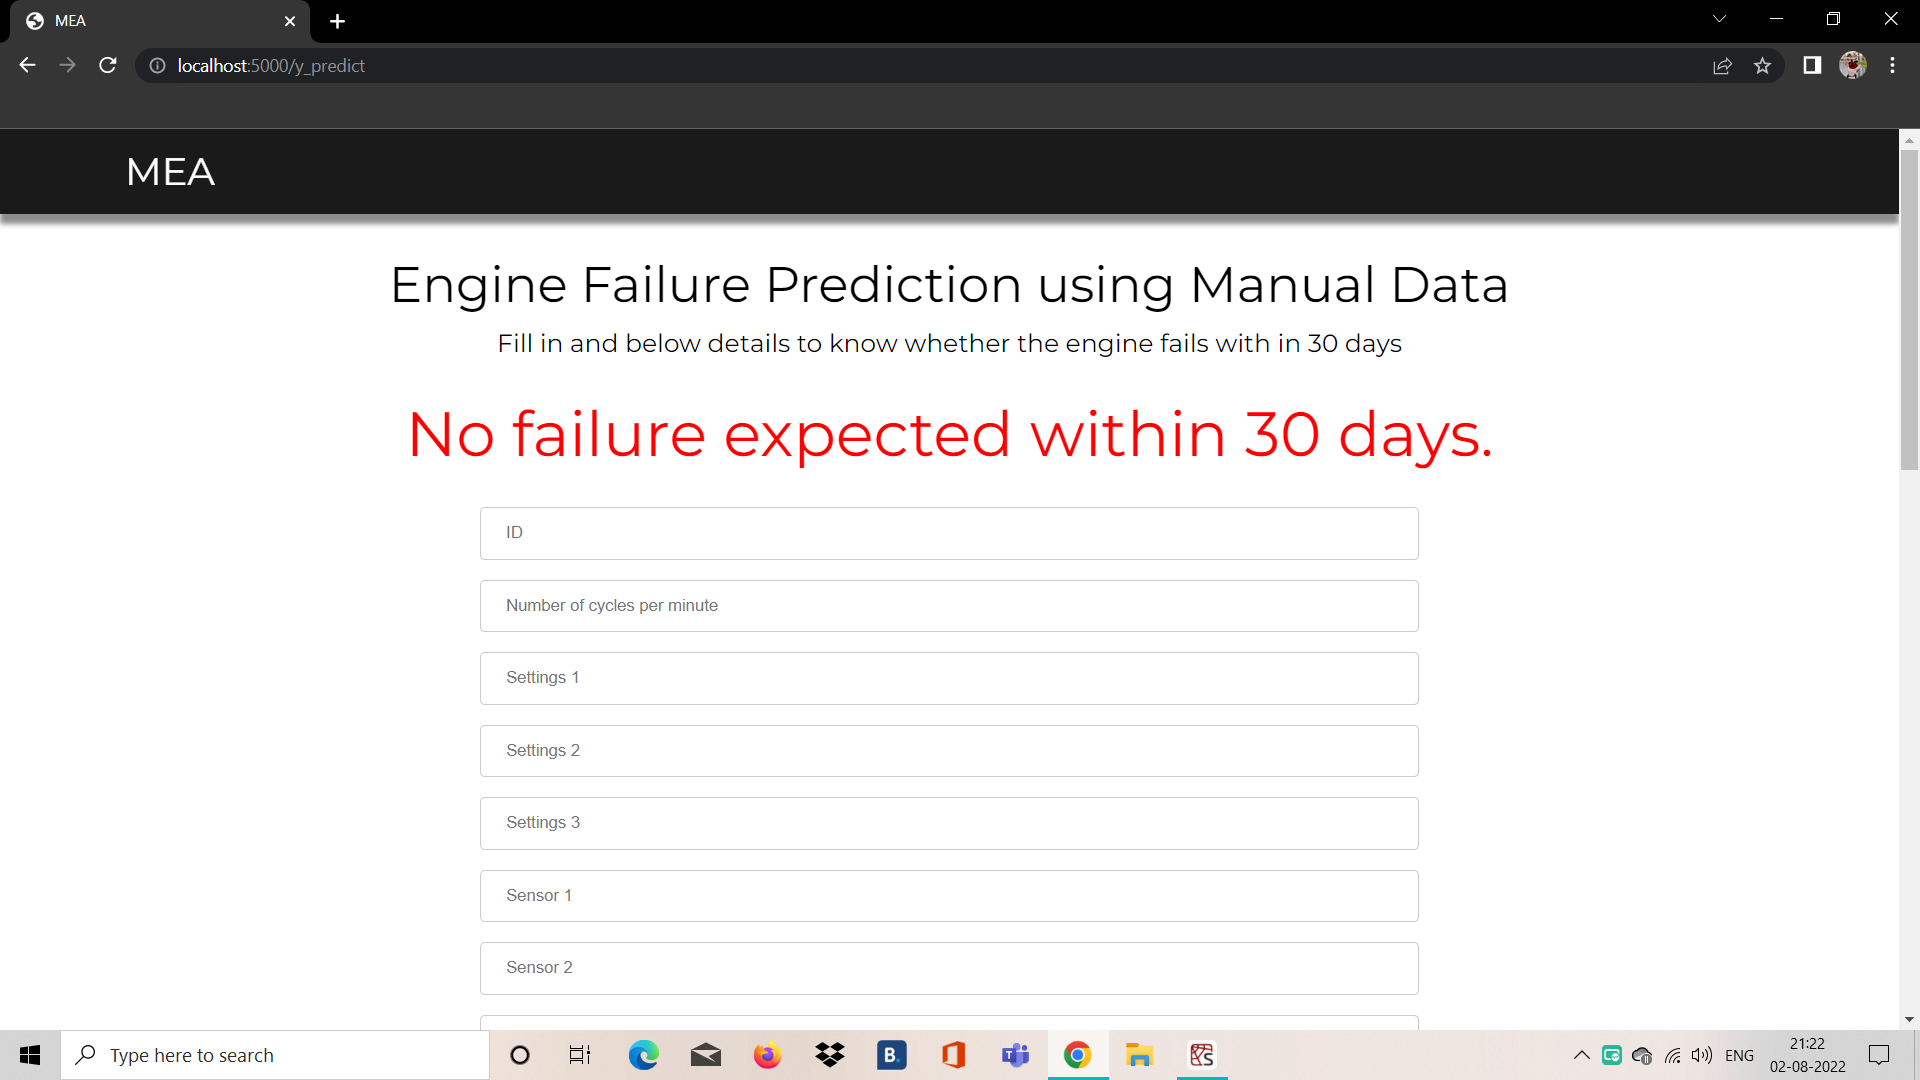 MEA
localhost:5000/y_predict
MEA
Engine Failure Prediction using Manual Data
Fill in and below details to know whether the engine fails with in 30 days
No failure expected within 30 days.
ID
Number of cycles per minute
Settings 1
Settings 2
Settings 3
Sensor 1
Sensor 2
Type here to search
B.
ENG
21:22
02-08-2022